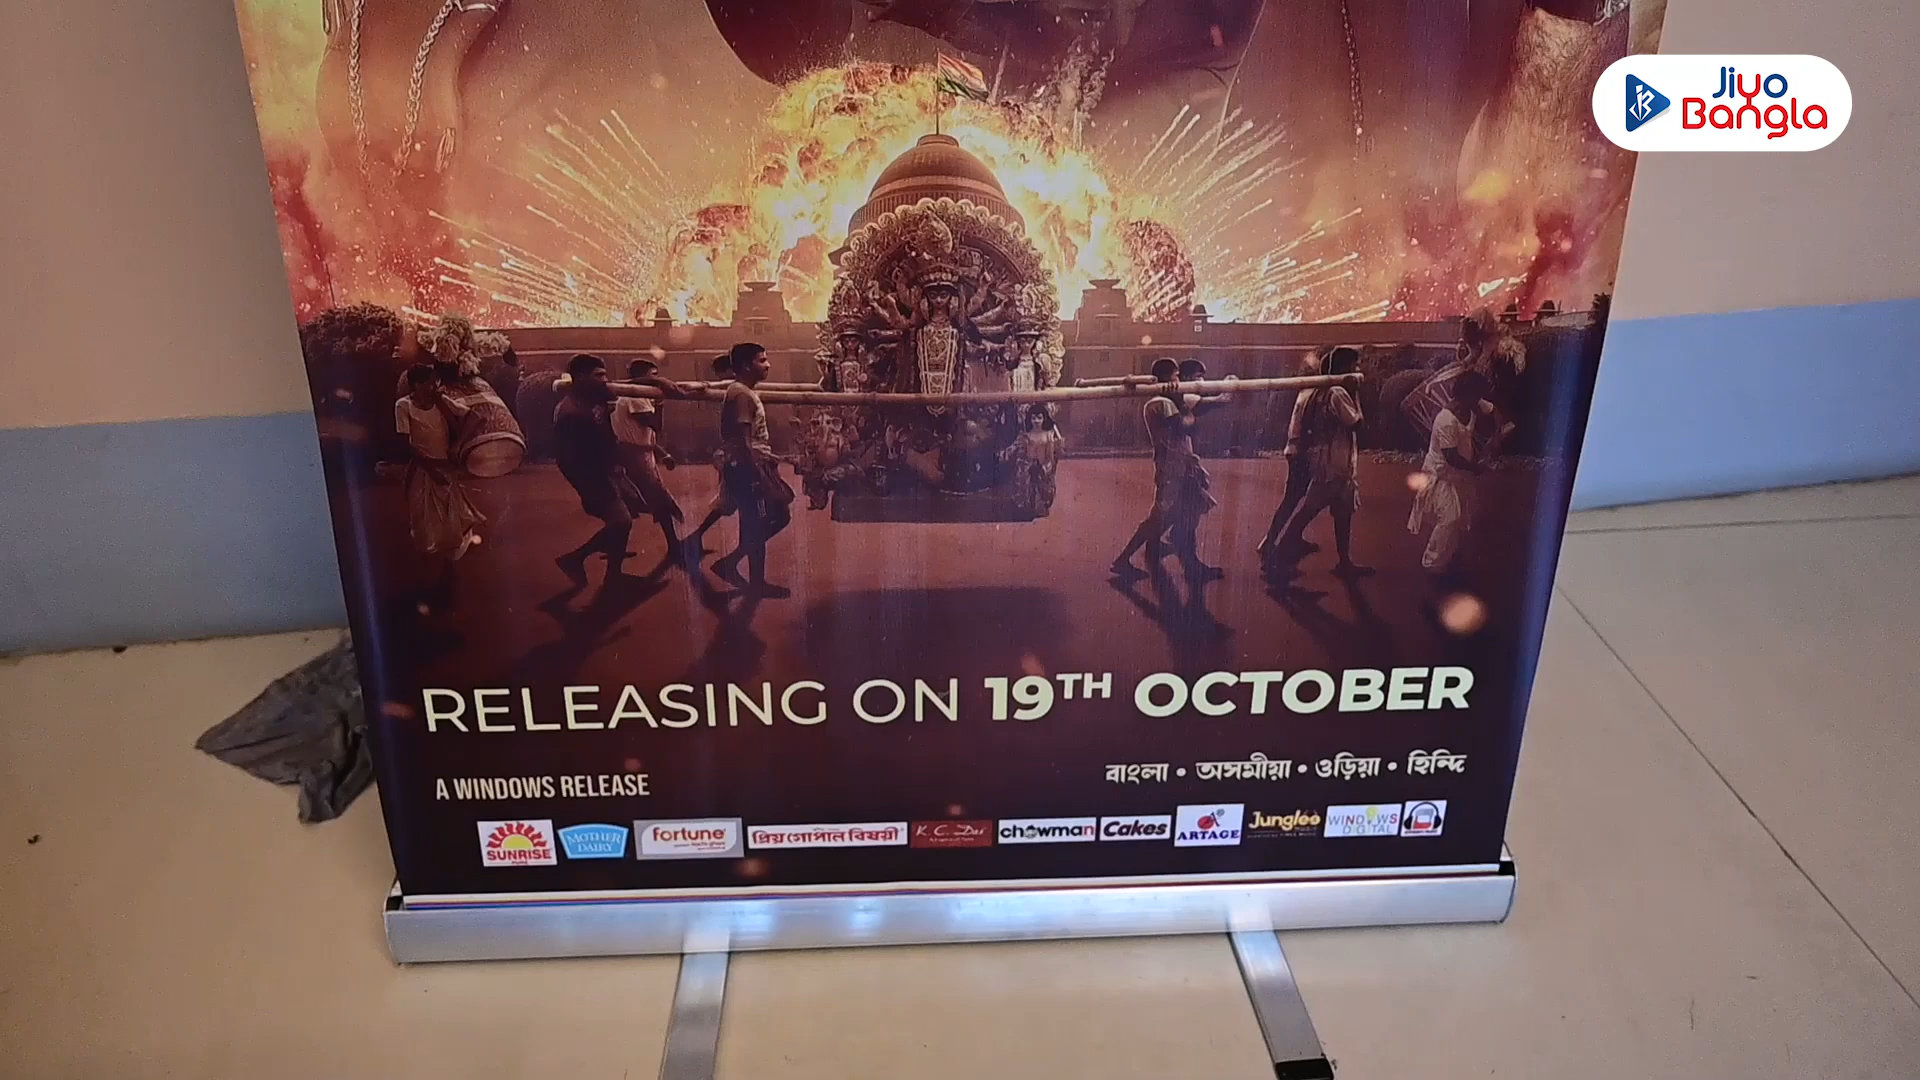 Jiyo
Bangla
RELEASING ON 19TH OCTOBER
বাংলা • অসমীয়া • ওড়িয়া • হিন্দি
A WINDOWS RELEASE
SUNRISE
MOTHER
DAIRY
fortune
প্রিয় গোপাল বিষয়ী
K. C. Das
chowman
Cakes
ARTAGE
Junglee
WINDOWS
DIGITAL